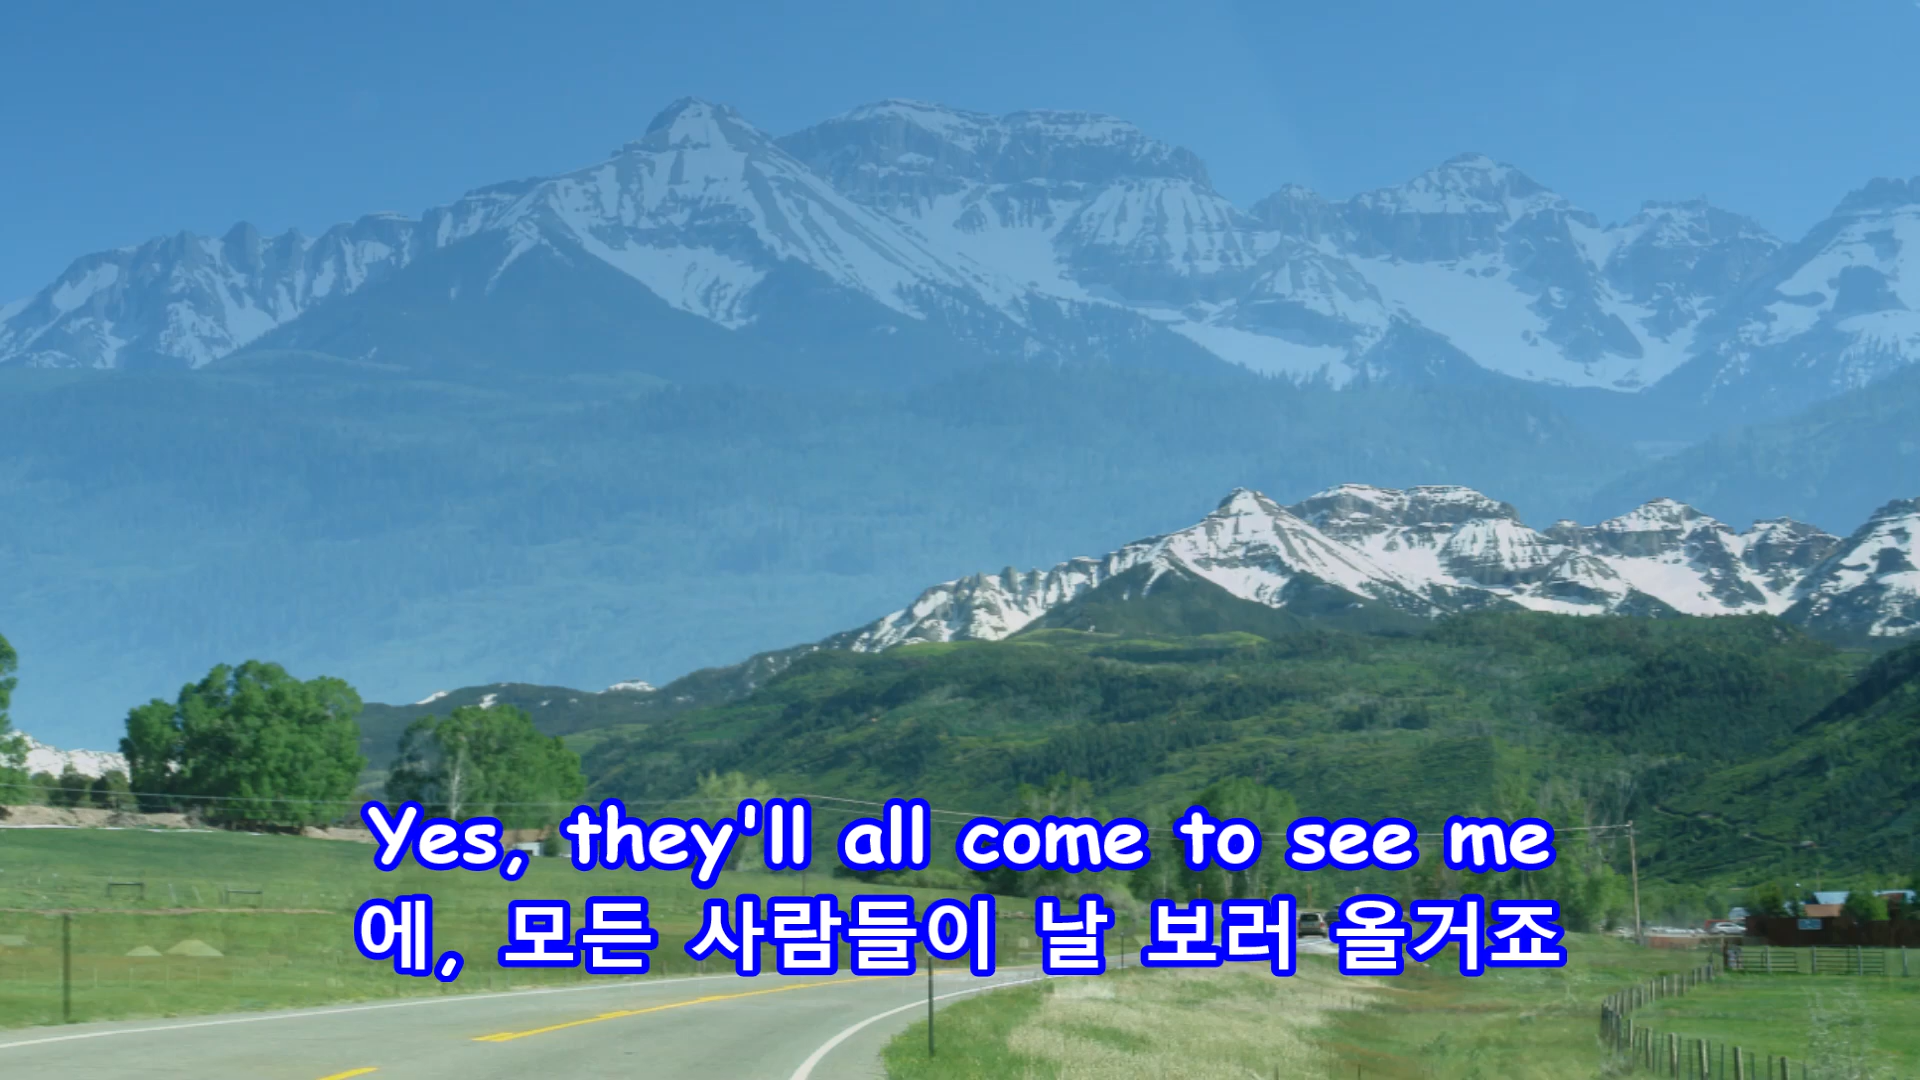 Yes, they'll all come to see me
에, 모든 사람들이 날 보러 올거죠